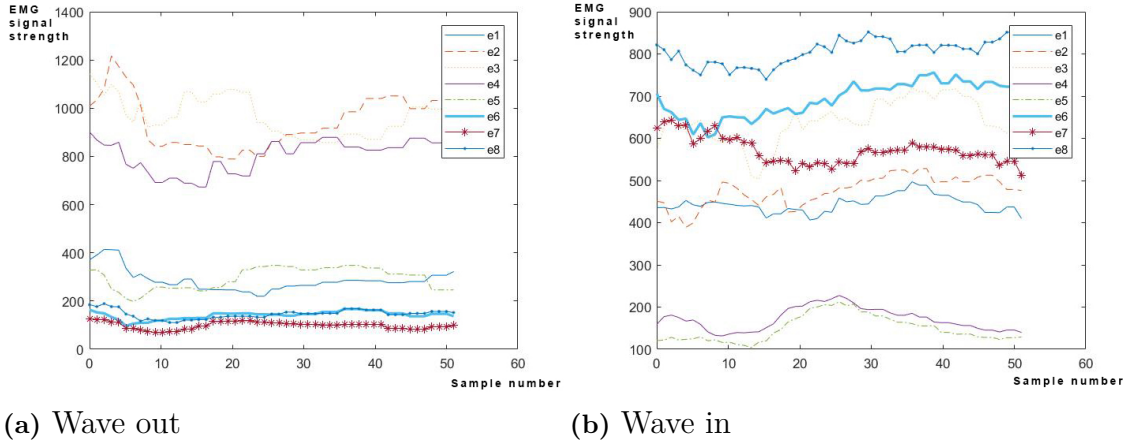 EMG
signal
strength
1400
1200
1000
800
600
400
200
0
0 10 20 30 40 50 60
Sample number
e1
e2
e3
e4
e5
e6
e7
e8
(a) Wave out
EMG
signal
strength
900
800
700
600
500
400
300
200
100
0 10 20 30 40 50 60
Sample number
e1
e2
e3
e4
e5
e6
e7
e8
(b) Wave in